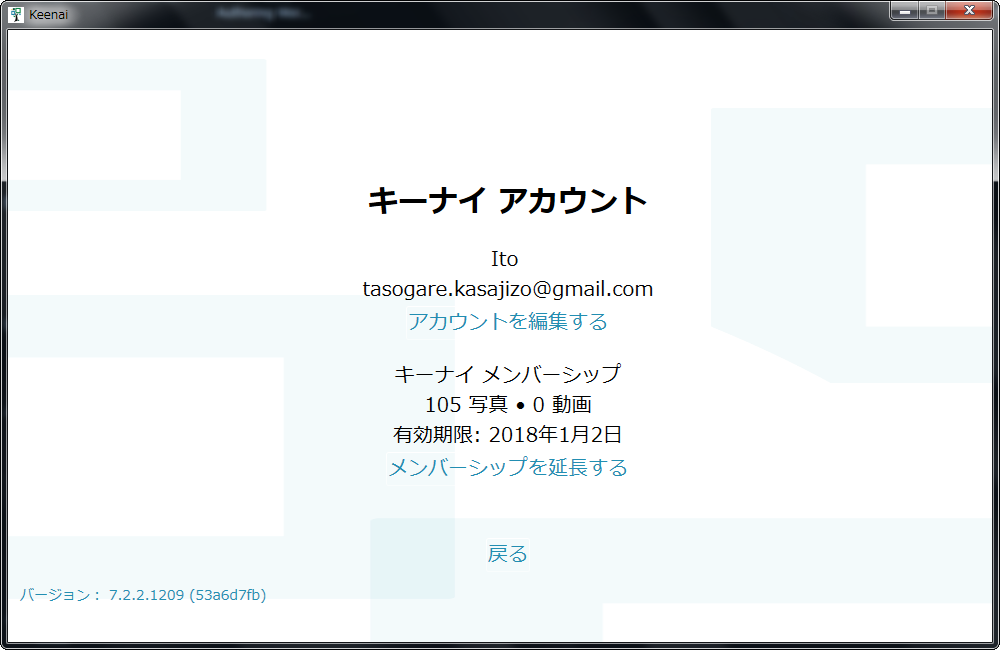 Keenai
キーナイ アカウント
Ito
tasogare.kasajizo@gmail.com
アカウントを編集する
キーナイ メンバーシップ
105 写真 • 0 動画
有効期限: 2018年1月2日
メンバーシップを延長する
戻る
バージョン： 7.2.2.1209 (53a6d7fb)